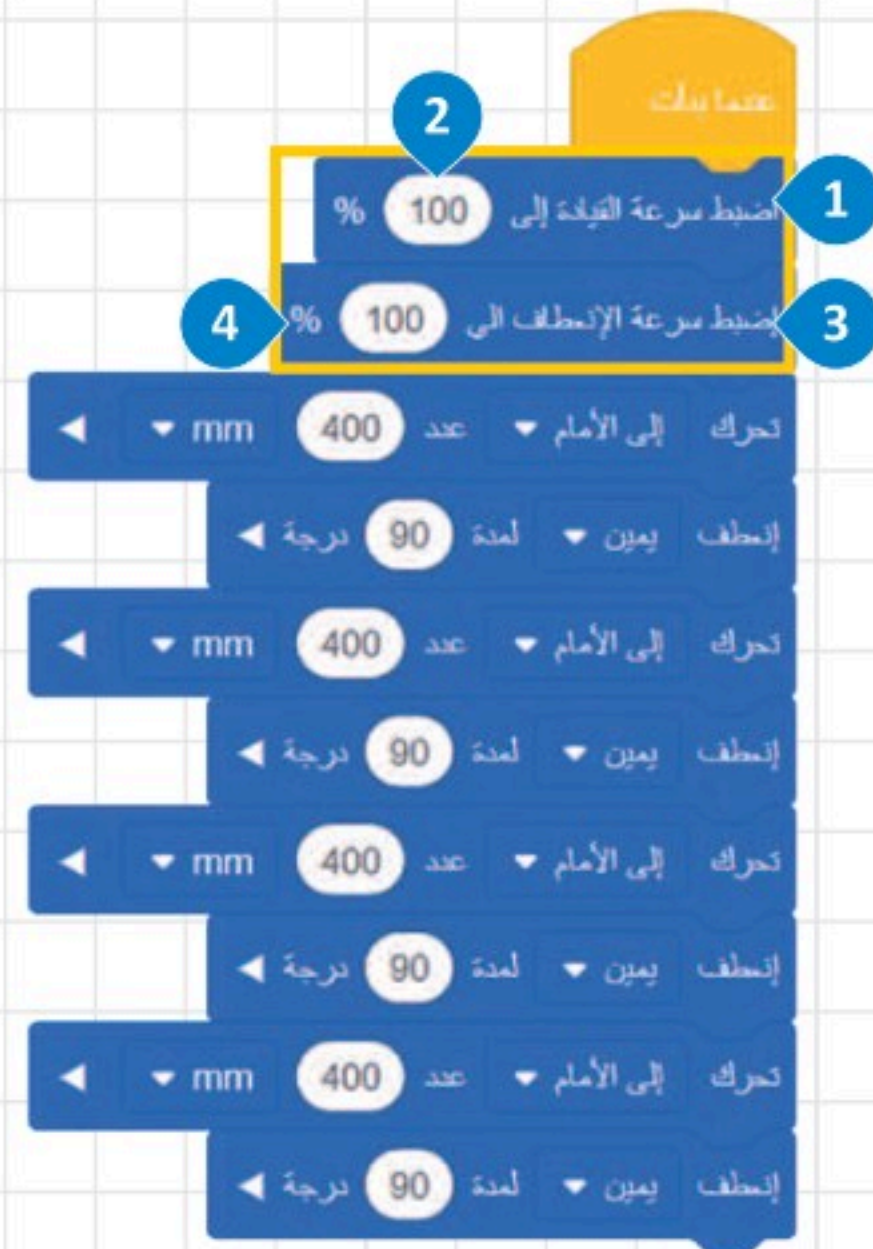 عندما بدأت
2
اضبط سرعة القيادة إلى 100 %
1
إضبط سرعة الإنعطاف الى 100 %
3
4
تحرك إلى الأمام عدد 400 mm
إنعطف يمين لمدة 90 درجة
تحرك إلى الأمام عدد 400 mm
إنعطف يمين لمدة 90 درجة
تحرك إلى الأمام عدد 400 mm
إنعطف يمين لمدة 90 درجة
تحرك إلى الأمام عدد 400 mm
إنعطف يمين لمدة 90 درجة